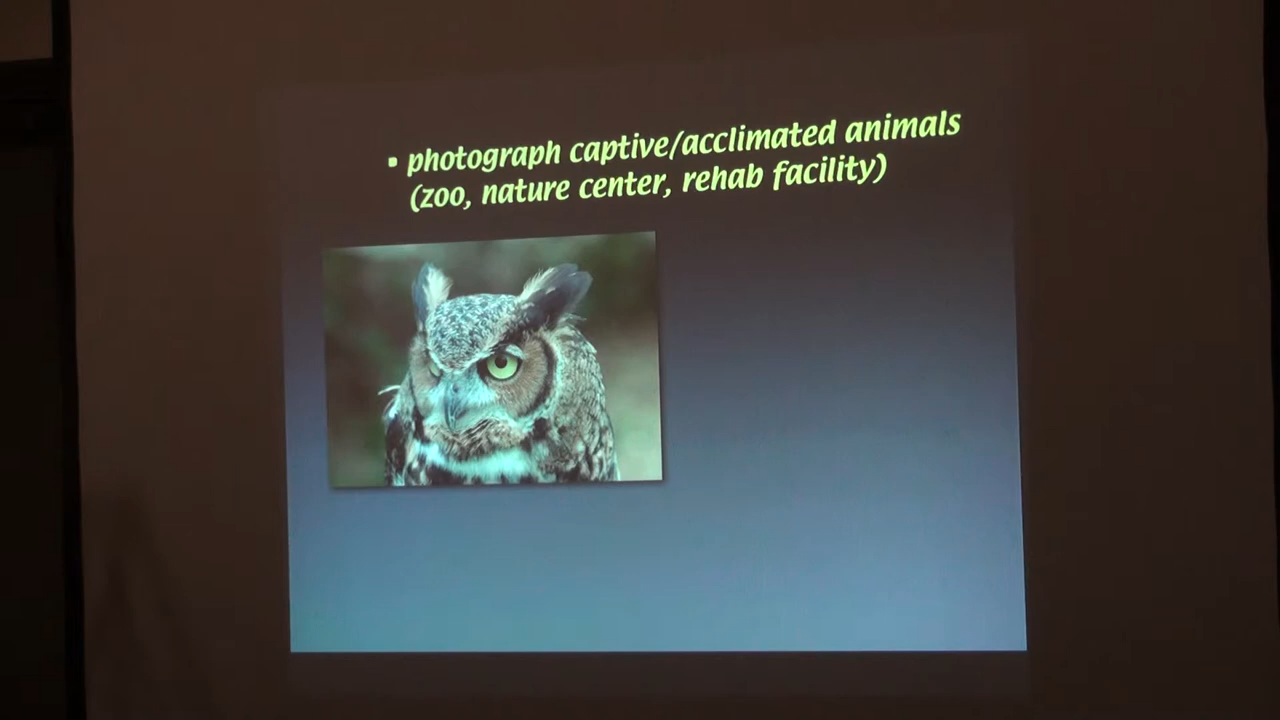 • photograph captive/acclimated animals
(zoo, nature center, rehab facility)